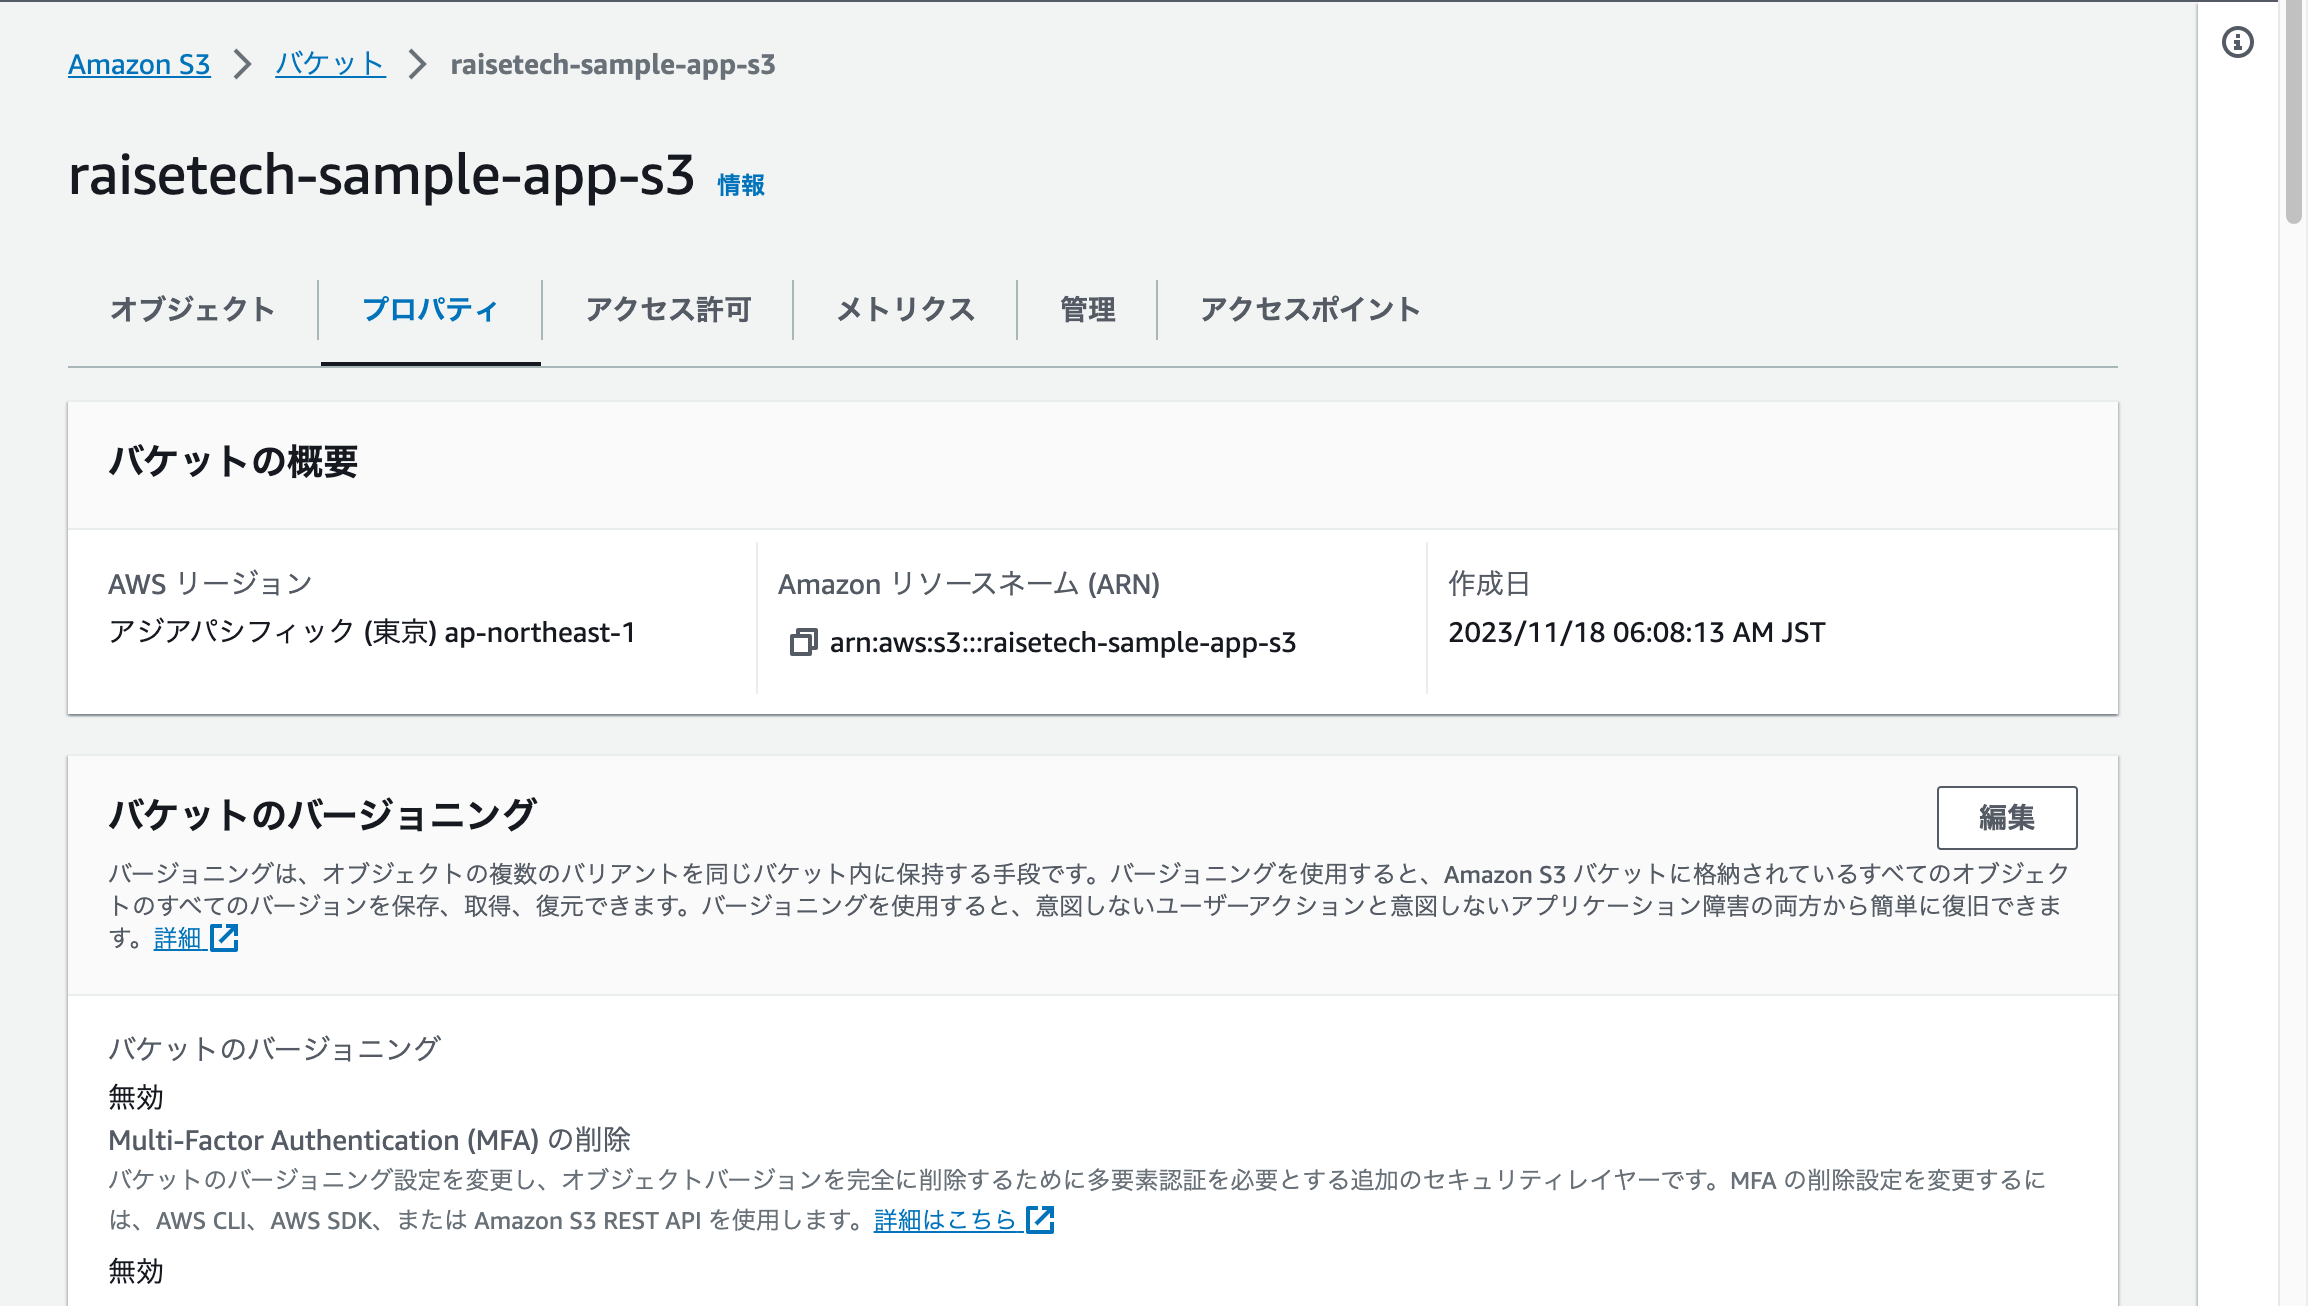 Amazon S3 > バケット > raisetech-sample-app-s3
raisetech-sample-app-s3 情報
オブジェクト プロパティ アクセス許可 メトリクス 管理 アクセスポイント
バケットの概要
AWS リージョン
アジアパシフィック (東京) ap-northeast-1
Amazon リソースネーム (ARN)
arn:aws:s3:::raisetech-sample-app-s3
作成日
2023/11/18 06:08:13 AM JST
バケットのバージョニング
編集
バージョニングは、オブジェクトの複数のバリアントを同じバケット内に保持する手段です。バージョニングを使用すると、Amazon S3 バケットに格納されているすべてのオブジェク
トのすべてのバージョンを保存、取得、復元できます。バージョニングを使用すると、意図しないユーザーアクションと意図しないアプリケーション障害の両方から簡単に復旧できま
す。詳細
バケットのバージョニング
無効
Multi-Factor Authentication (MFA) の削除
バケットのバージョニング設定を変更し、オブジェクトバージョンを完全に削除するために多要素認証を必要とする追加のセキュリティレイヤーです。MFA の削除設定を変更するに
は、AWS CLI、AWS SDK、または Amazon S3 REST API を使用します。詳細はこちら
無効